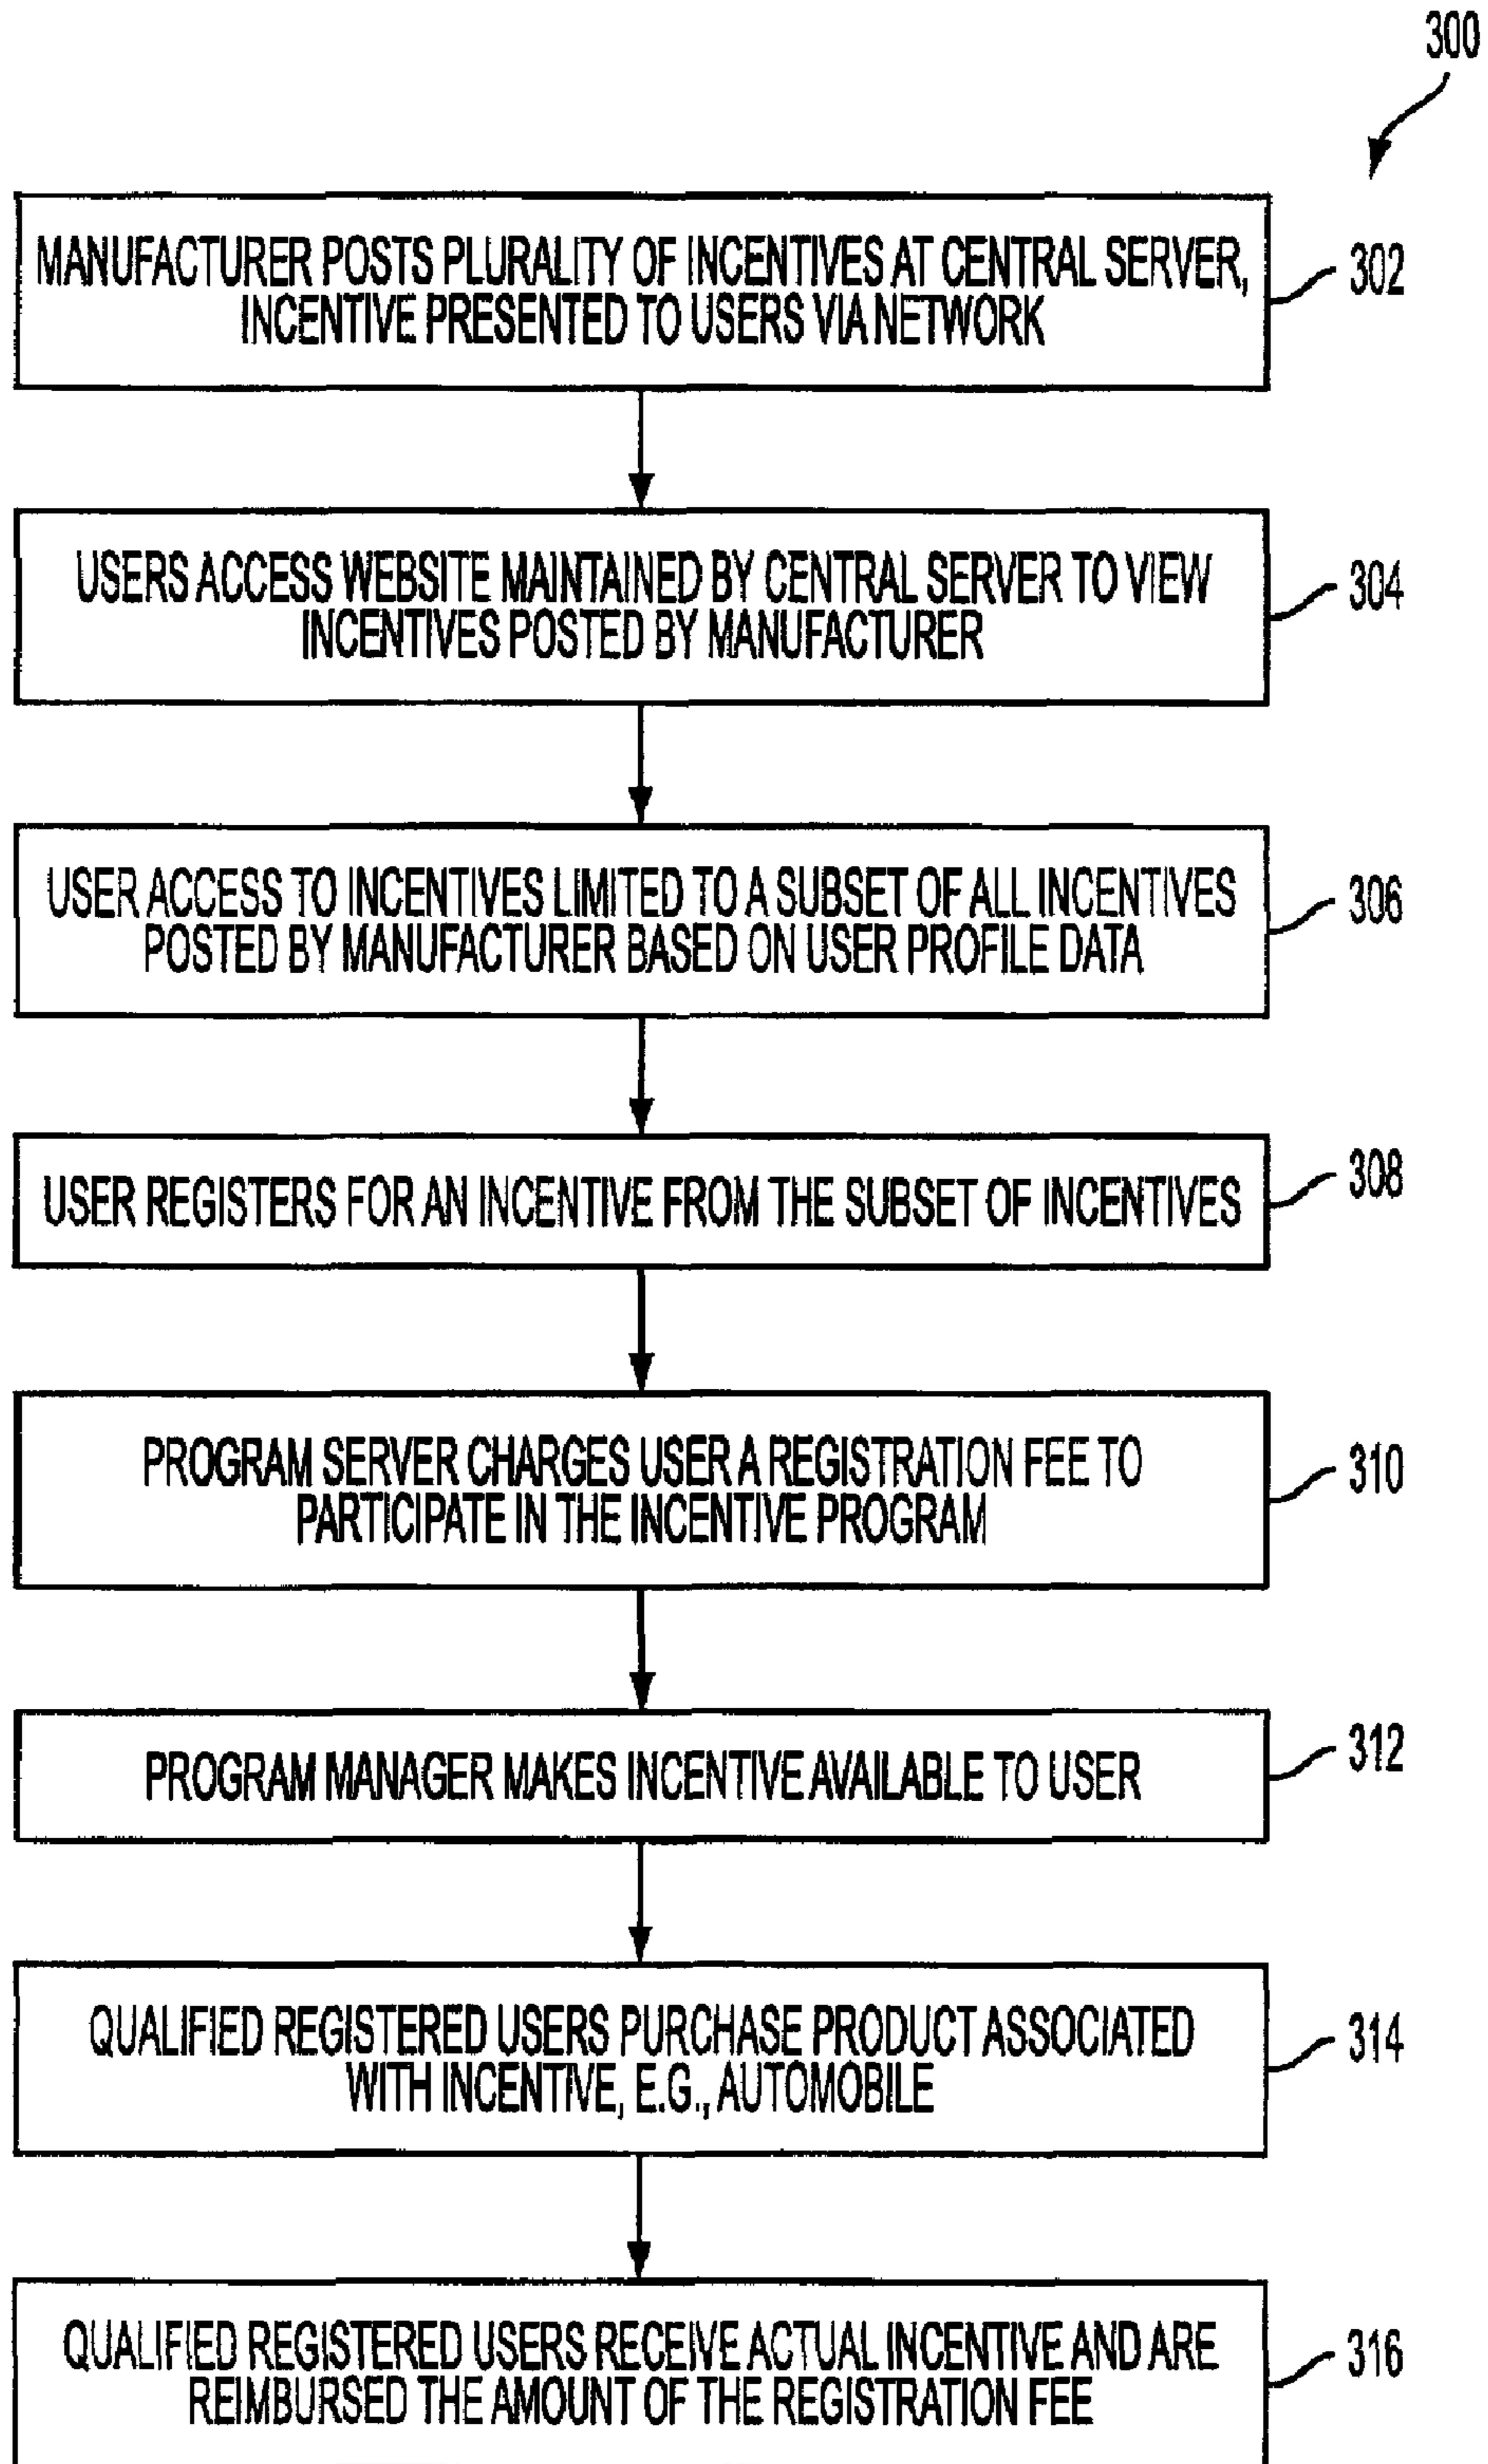 300
MANUFACTURER POSTS PLURALITY OF INCENTIVES AT CENTRAL SERVER,
INCENTIVE PRESENTED TO USERS VIA NETWORK
302
USERS ACCESS WEBSITE MAINTAINED BY CENTRAL SERVER TO VIEW
INCENTIVES POSTED BY MANUFACTURER
304
USER ACCESS TO INCENTIVES LIMITED TO A SUBSET OF ALL INCENTIVES
POSTED BY MANUFACTURER BASED ON USER PROFILE DATA
306
USER REGISTERS FOR AN INCENTIVE FROM THE SUBSET OF INCENTIVES
308
PROGRAM SERVER CHARGES USER A REGISTRATION FEE TO
PARTICIPATE IN THE INCENTIVE PROGRAM
310
PROGRAM MANAGER MAKES INCENTIVE AVAILABLE TO USER
312
QUALIFIED REGISTERED USERS PURCHASE PRODUCT ASSOCIATED
WITH INCENTIVE, E.G., AUTOMOBILE
314
QUALIFIED REGISTERED USERS RECEIVE ACTUAL INCENTIVE AND ARE
REIMBURSED THE AMOUNT OF THE REGISTRATION FEE
316